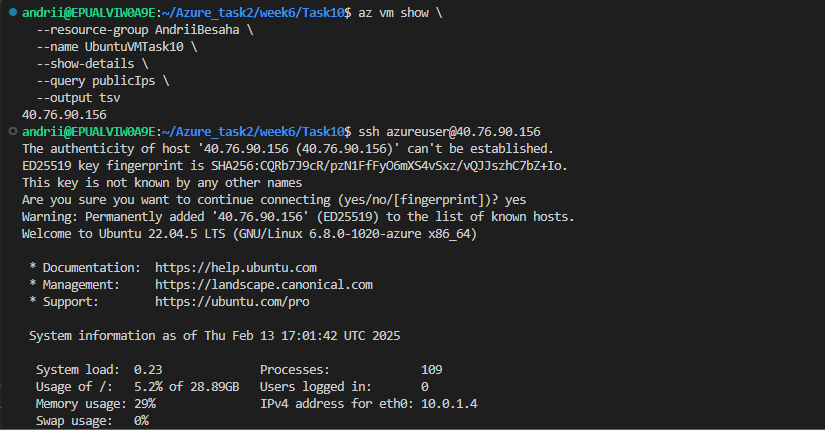 andrii@EPUALVIW0A9E:~/Azure_task2/week6/Task10$ az vm show \
  --resource-group AndriiBesaha \
  --name UbuntuVMTask10 \
  --show-details \
  --query publicIps \
  --output tsv
40.76.90.156
andrii@EPUALVIW0A9E:~/Azure_task2/week6/Task10$ ssh azureuser@40.76.90.156
The authenticity of host '40.76.90.156 (40.76.90.156)' can't be established.
ED25519 key fingerprint is SHA256:CQRb7J9cR/pzN1FfFyO6mXS4vSxz/vQJJszhC7bZ+Io.
This key is not known by any other names
Are you sure you want to continue connecting (yes/no/[fingerprint])? yes
Warning: Permanently added '40.76.90.156' (ED25519) to the list of known hosts.
Welcome to Ubuntu 22.04.5 LTS (GNU/Linux 6.8.0-1020-azure x86_64)

 * Documentation:  https://help.ubuntu.com
 * Management:     https://landscape.canonical.com
 * Support:        https://ubuntu.com/pro

 System information as of Thu Feb 13 17:01:42 UTC 2025

  System load:  0.23              Processes:             109
  Usage of /:   5.2% of 28.89GB   Users logged in:       0
  Memory usage: 29%               IPv4 address for eth0: 10.0.1.4
  Swap usage:   0%